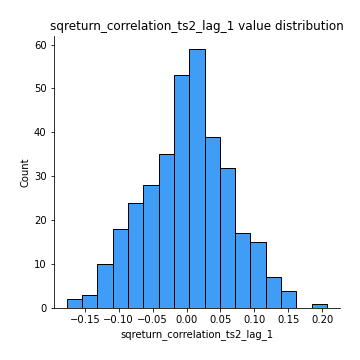 sqreturn_correlation_ts2_lag_1 value distribution
60
50
40
30
20
10
0
Count
−0.15 −0.10 −0.05 0.00 0.05 0.10 0.15 0.20
sqreturn_correlation_ts2_lag_1